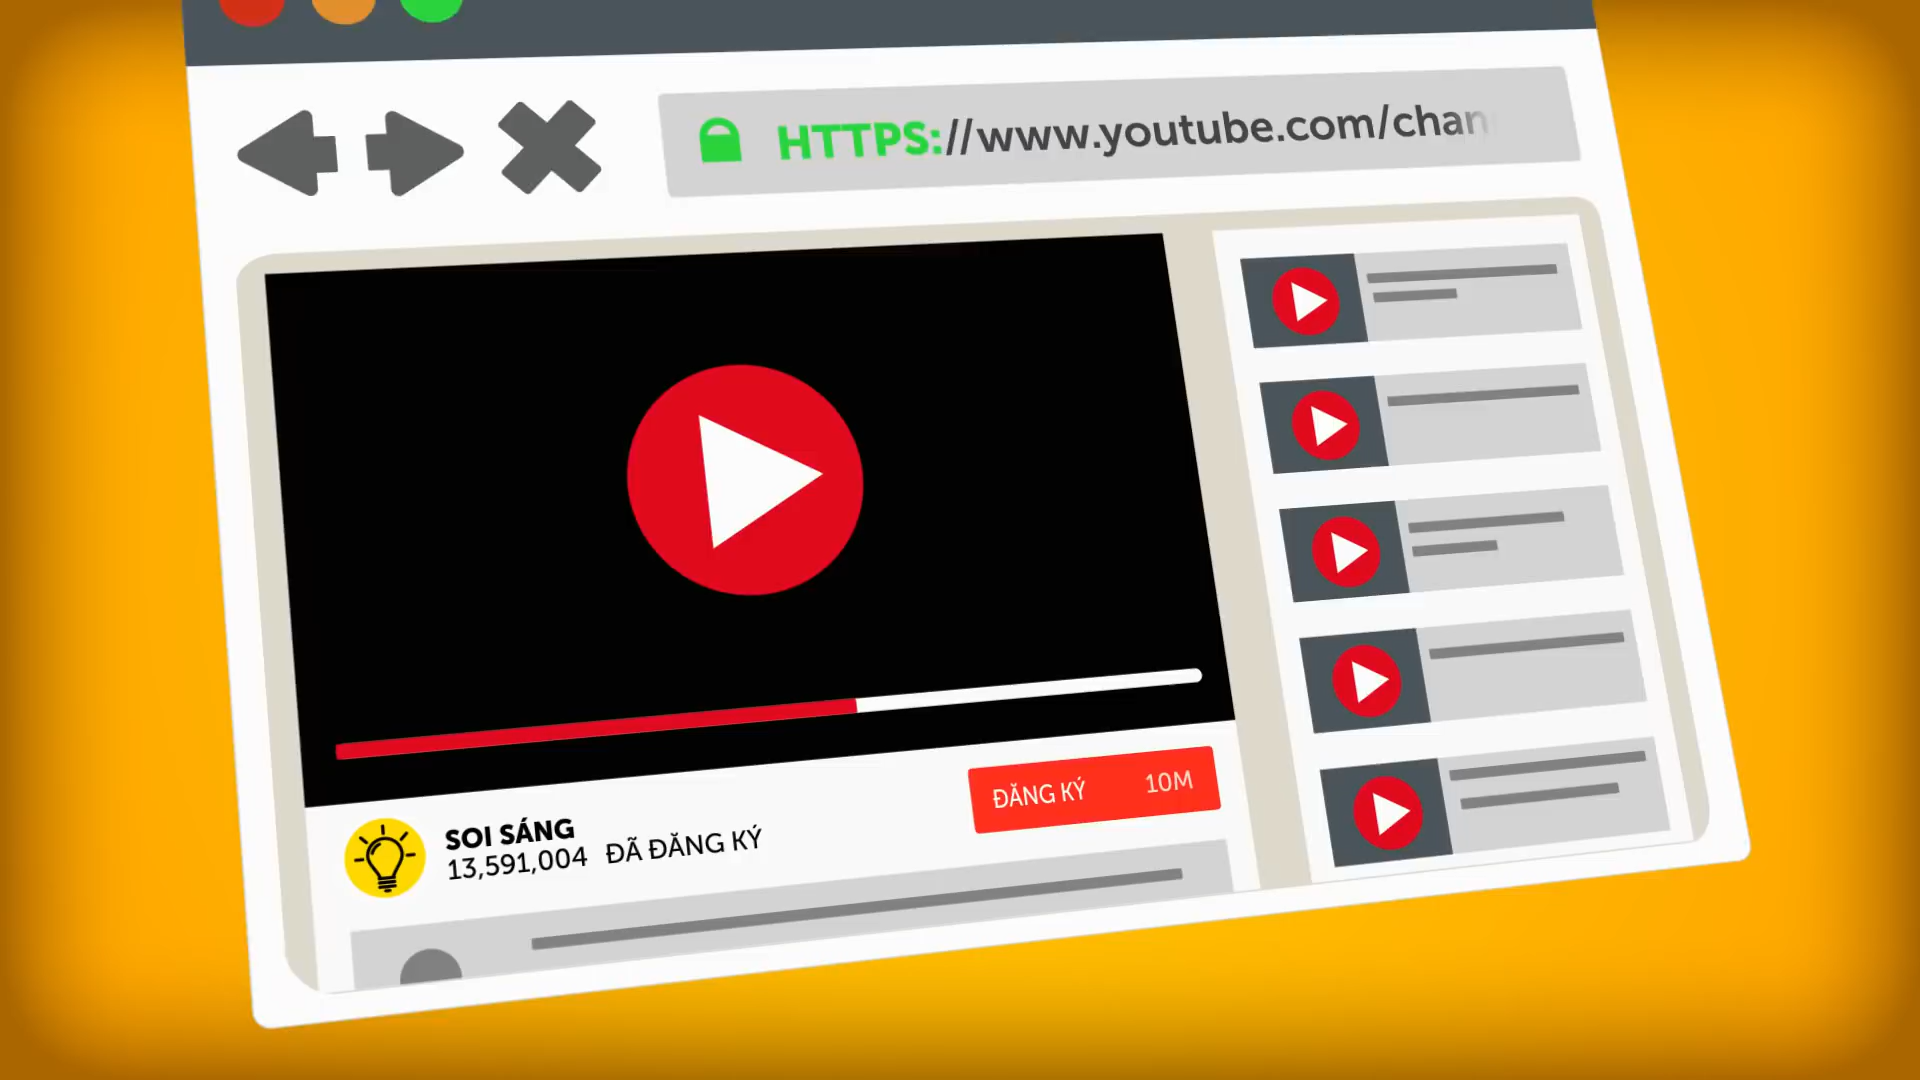 HTTPS://www.youtube.com/chan
SOI SÁNG
13,591,004 ĐÃ ĐĂNG KÝ
ĐĂNG KÝ 10M